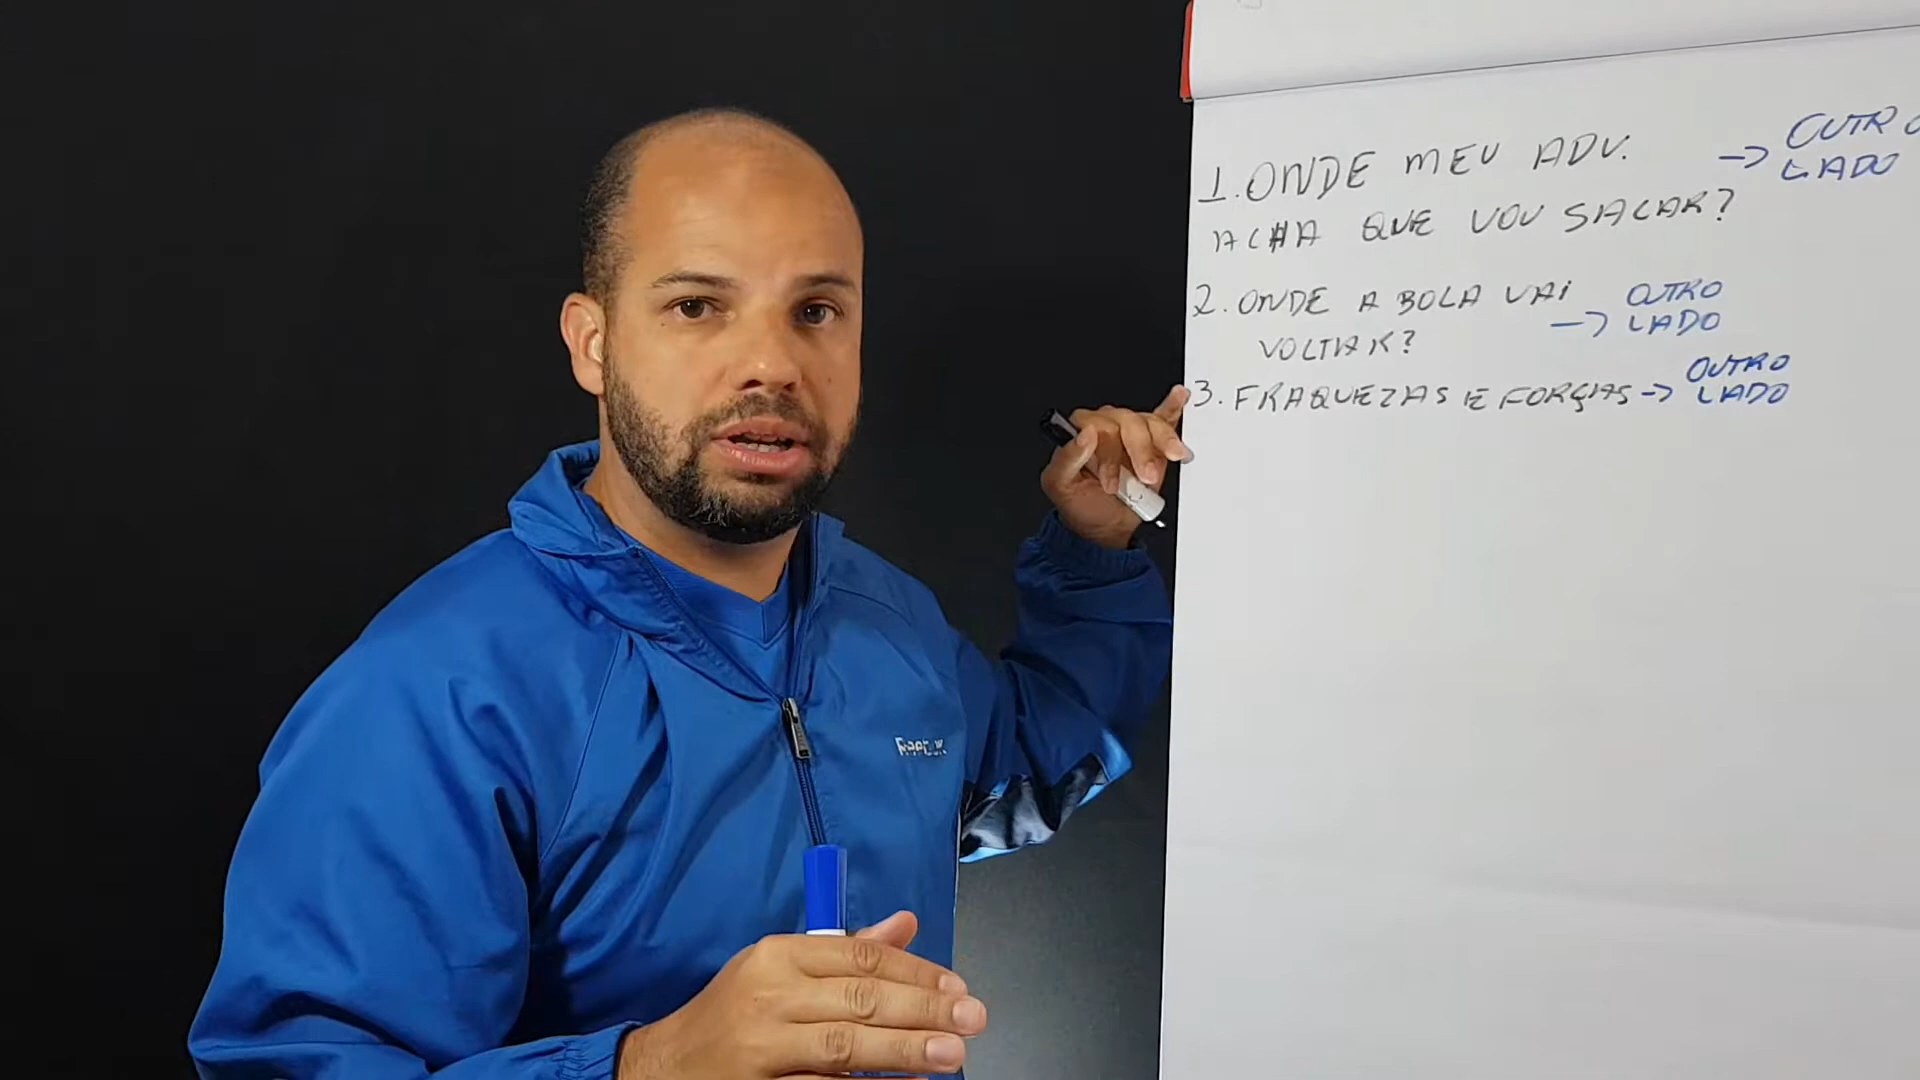 1. ONDE MEU ADV. → OUTRO
LADO
ACHA QUE VOU SACAR?
2. ONDE A BOLA VAI → OUTRO
LADO
VOLTAR?
3. FRAQUEZAS E FORÇAS → OUTRO
LADO
Reebok